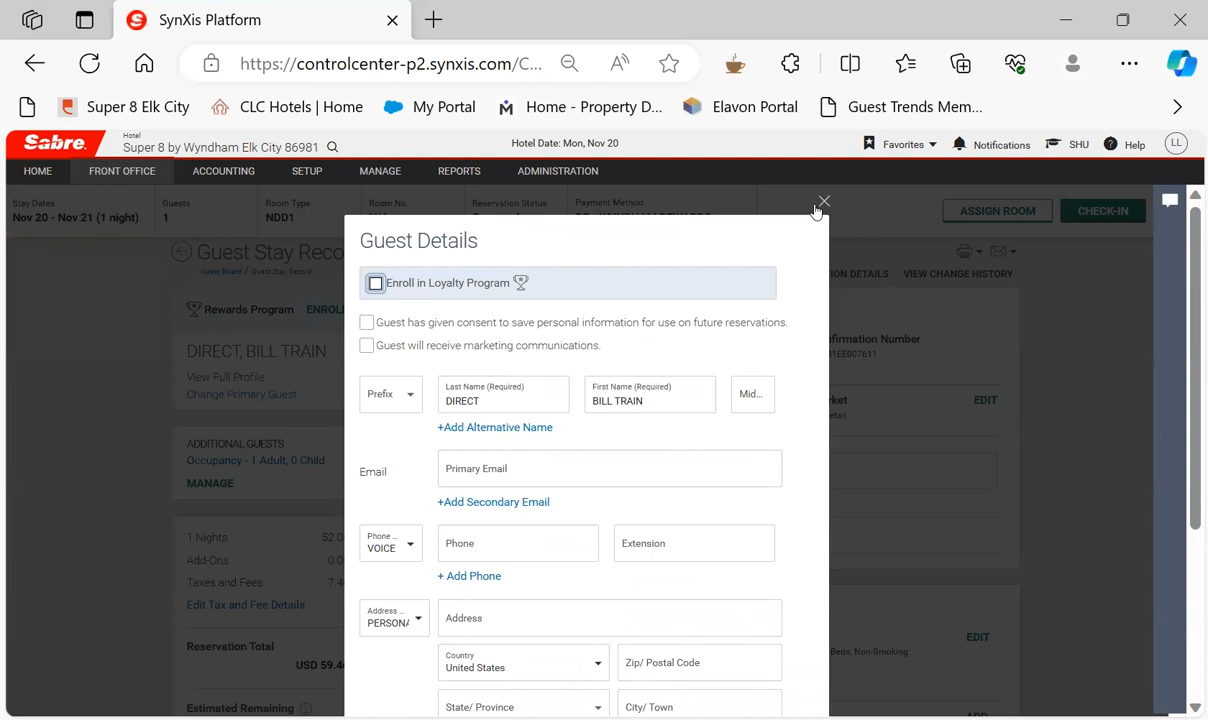 SynXis Platform
https://controlcenter-p2.synxis.com/C...
Super 8 Elk City
CLC Hotels | Home
My Portal
Home - Property D...
Elavon Portal
Guest Trends Mem...
Sabre.
Hotel
Super 8 by Wyndham Elk City 86981
Hotel Date: Mon, Nov 20
Favorites
Notifications
SHU
Help
LL
HOME
FRONT OFFICE
ACCOUNTING
SETUP
MANAGE
REPORTS
ADMINISTRATION
Stay Dates
Nov 20 - Nov 21 (1 night)
Guests
1
Room Type
NDD1
Room No.
Reservation Status
Payment Method
ASSIGN ROOM
CHECK-IN
Guest Stay Reco
Guest Board / Guest Stay Record
ION DETAILS
VIEW CHANGE HISTORY
Rewards Program
ENROL
DIRECT, BILL TRAIN
View Full Profile
Change Primary Guest
ADDITIONAL GUESTS
Occupancy - 1 Adult, 0 Child
MANAGE
1 Nights 52.0
Add-Ons 0.0
Taxes and Fees 7.4
Edit Tax and Fee Details
Reservation Total
USD 59.4
Estimated Remaining
Guest Details
Enroll in Loyalty Program
Guest has given consent to save personal information for use on future reservations.
Guest will receive marketing communications.
Prefix
Last Name (Required)
DIRECT
First Name (Required)
BILL TRAIN
Mid...
+Add Alternative Name
Email
Primary Email
+Add Secondary Email
Phone ...
VOICE
Phone
Extension
+ Add Phone
Address ...
PERSONA
Address
Country
United States
Zip/ Postal Code
State/ Province
City/ Town
nfirmation Number
31EE007611
rket
etail
EDIT
EDIT
Beds, Non-Smoking
ADD